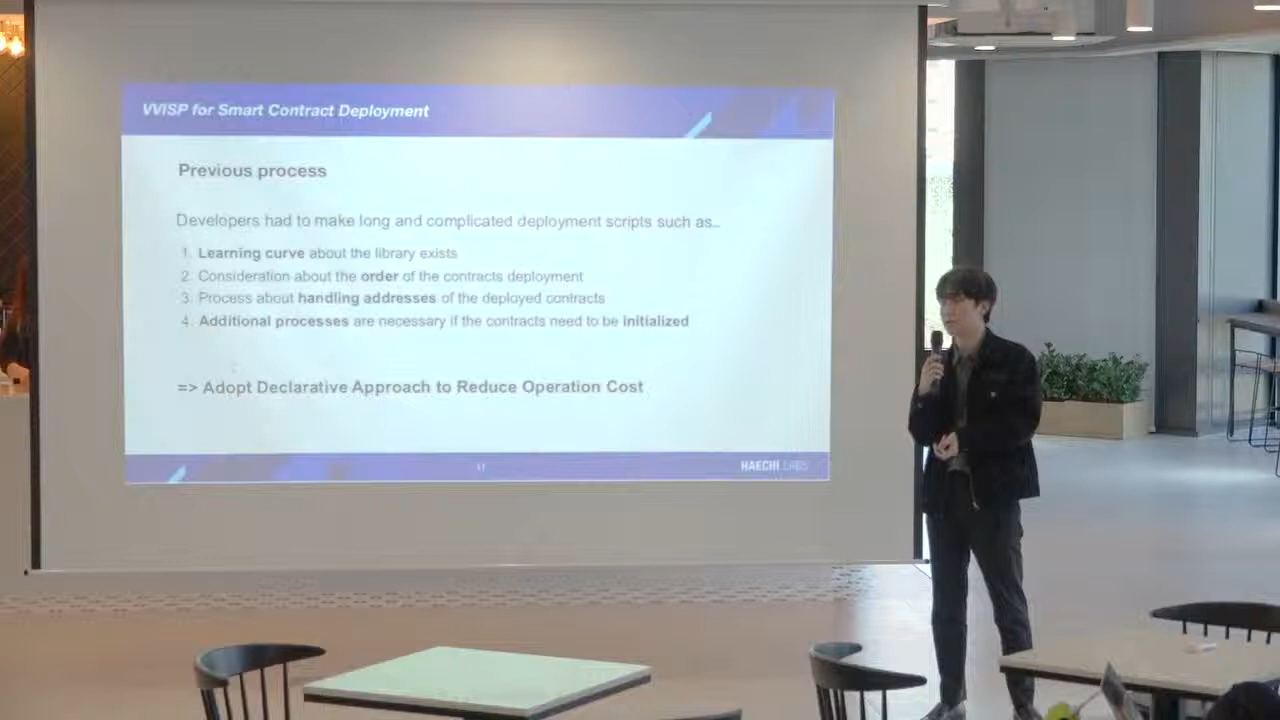 VVISP for Smart Contract Deployment
Previous process
Developers had to make long and complicated deployment scripts such as...
1. Learning curve about the library exists
2. Consideration about the order of the contracts deployment
3. Process about handling addresses of the deployed contracts
4. Additional processes are necessary if the contracts need to be initialized
=> Adopt Declarative Approach to Reduce Operation Cost
HAECHI LABS